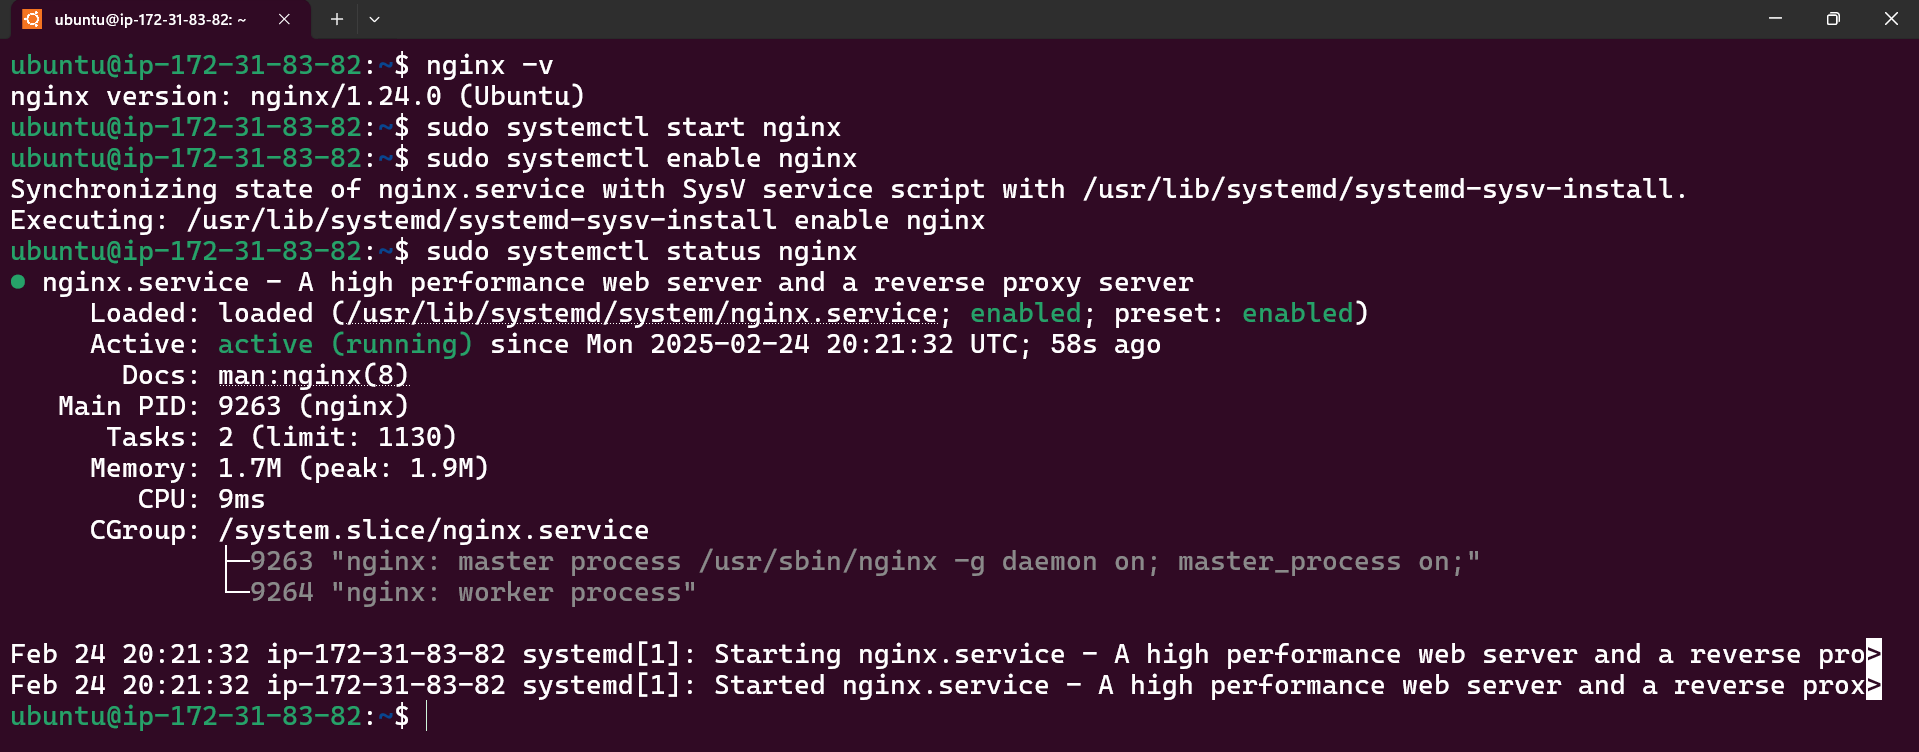 ubuntu@ip-172-31-83-82: ~
ubuntu@ip-172-31-83-82:~$ nginx -v
nginx version: nginx/1.24.0 (Ubuntu)
ubuntu@ip-172-31-83-82:~$ sudo systemctl start nginx
ubuntu@ip-172-31-83-82:~$ sudo systemctl enable nginx
Synchronizing state of nginx.service with SysV service script with /usr/lib/systemd/systemd-sysv-install.
Executing: /usr/lib/systemd/systemd-sysv-install enable nginx
ubuntu@ip-172-31-83-82:~$ sudo systemctl status nginx
● nginx.service - A high performance web server and a reverse proxy server
     Loaded: loaded (/usr/lib/systemd/system/nginx.service; enabled; preset: enabled)
     Active: active (running) since Mon 2025-02-24 20:21:32 UTC; 58s ago
       Docs: man:nginx(8)
   Main PID: 9263 (nginx)
      Tasks: 2 (limit: 1130)
     Memory: 1.7M (peak: 1.9M)
        CPU: 9ms
     CGroup: /system.slice/nginx.service
             ├─9263 "nginx: master process /usr/sbin/nginx -g daemon on; master_process on;"
             └─9264 "nginx: worker process"
Feb 24 20:21:32 ip-172-31-83-82 systemd[1]: Starting nginx.service - A high performance web server and a reverse pro>
Feb 24 20:21:32 ip-172-31-83-82 systemd[1]: Started nginx.service - A high performance web server and a reverse prox>
ubuntu@ip-172-31-83-82:~$